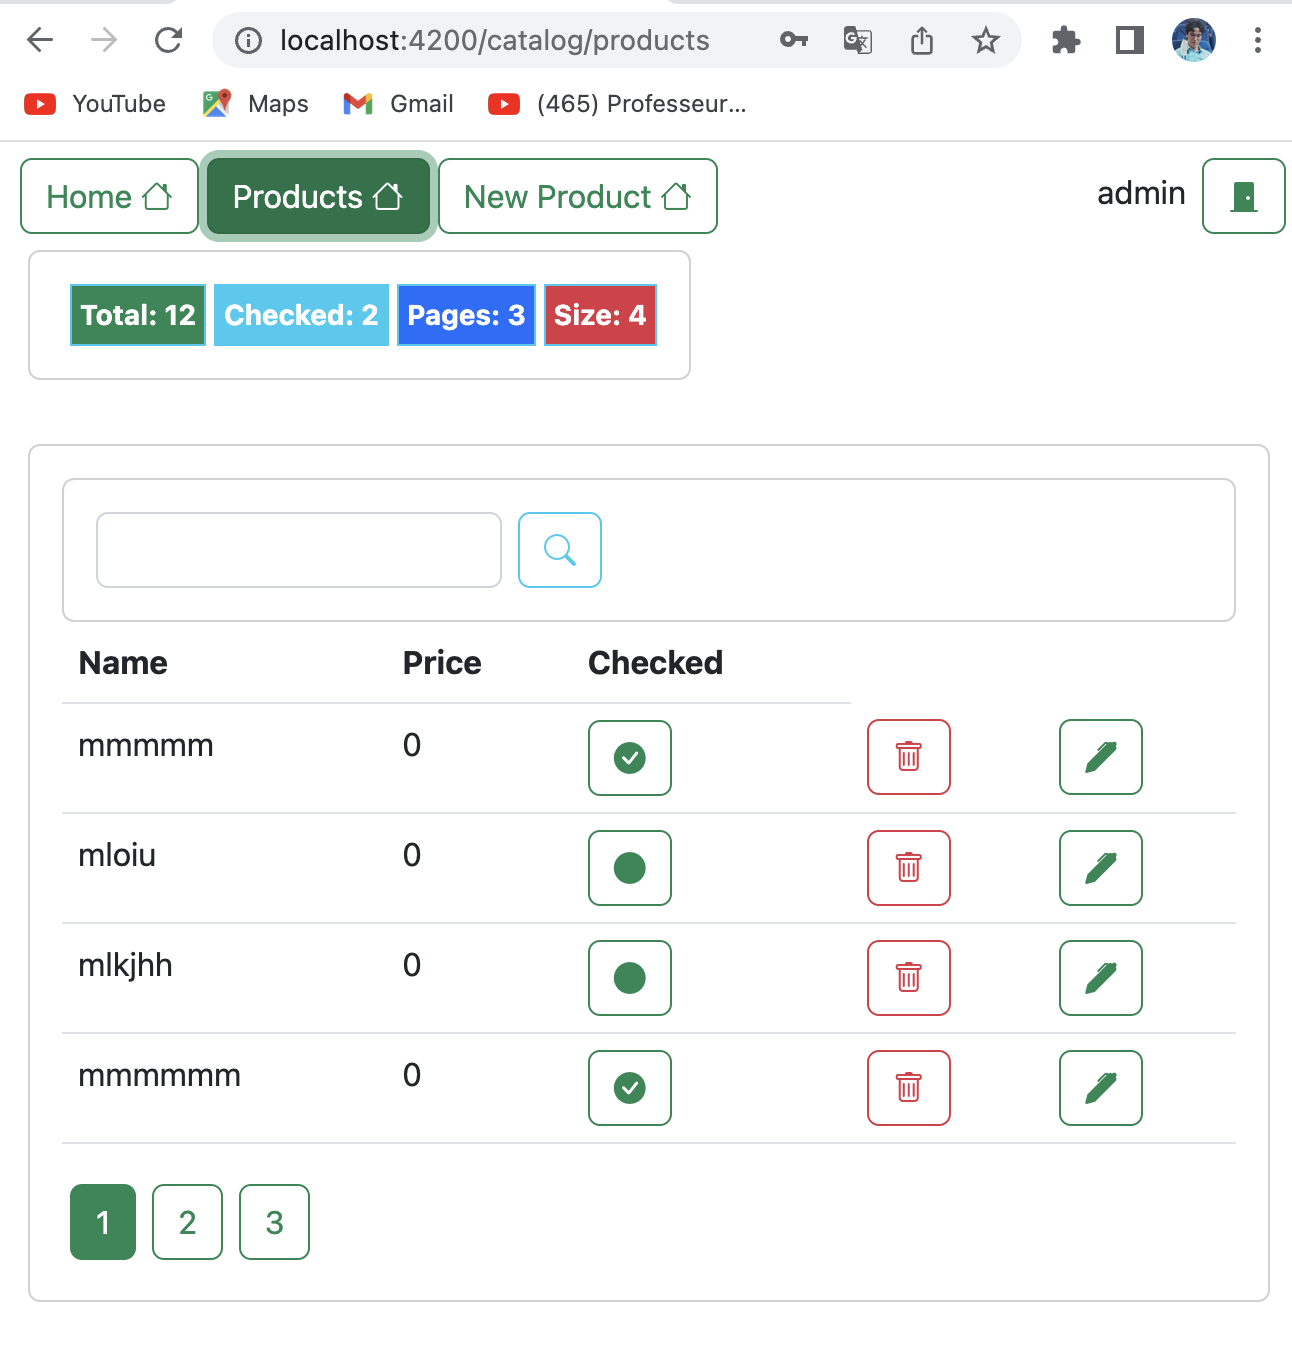 localhost:4200/catalog/products
YouTube Maps Gmail (465) Professeur...
Home Products New Product admin
Total: 12 Checked: 2 Pages: 3 Size: 4
Name Price Checked
mmmmm 0
mloiu 0
mlkjhh 0
mmmmmm 0
1 2 3